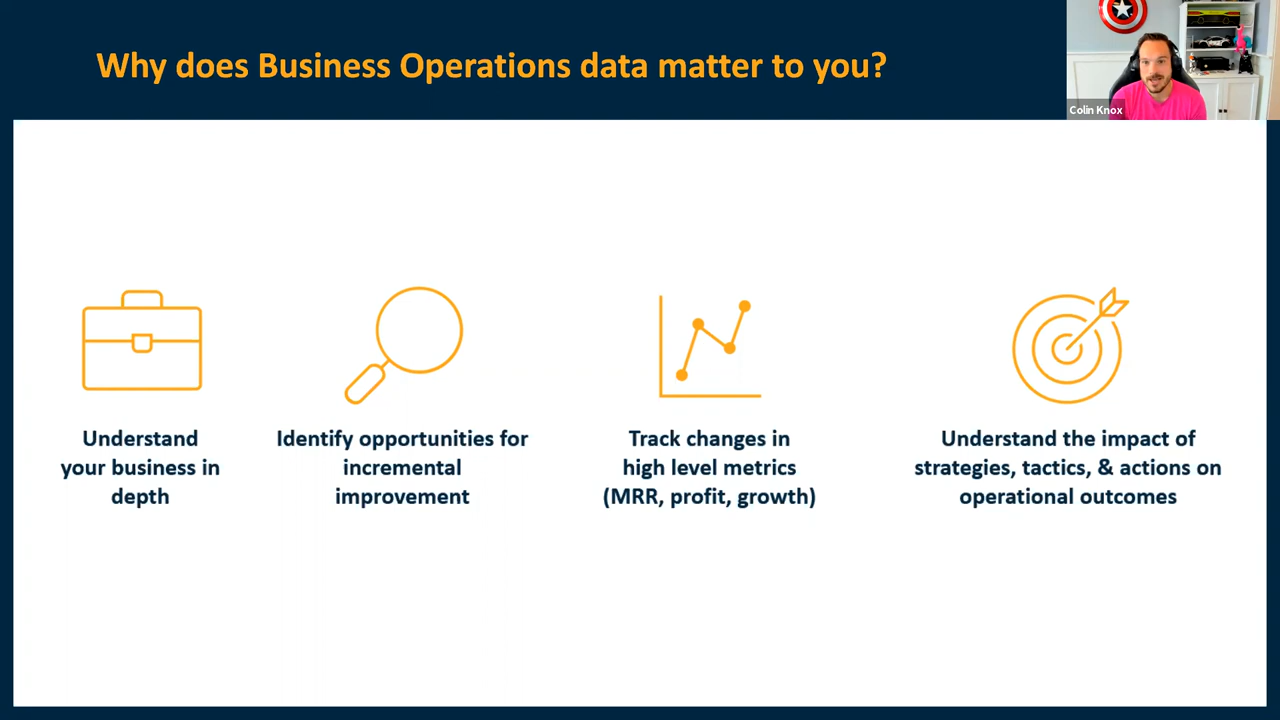 Why does Business Operations data matter to you?
Colin Knox
Understand
your business in
depth
Identify opportunities for
incremental
improvement
Track changes in
high level metrics
(MRR, profit, growth)
Understand the impact of
strategies, tactics, & actions on
operational outcomes